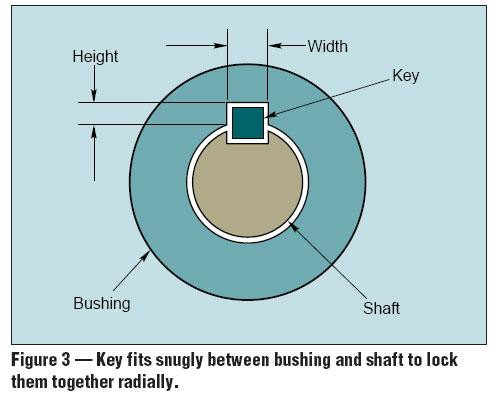 Height
Width
Key
Bushing
Shaft
Figure 3 — Key fits snugly between bushing and shaft to lock
them together radially.